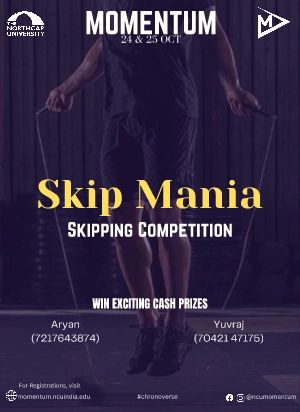 THE
NORTHCAP
UNIVERSITY
MOMENTUM
24 & 25 OCT
M
Skip Mania
SKIPPING COMPETITION
WIN EXCITING CASH PRIZES
Aryan
(7217643874)
Yuvraj
(70421 47175)
For Registrations, visit
momentum.ncuindia.edu
#chronoverse
@ncumomentum